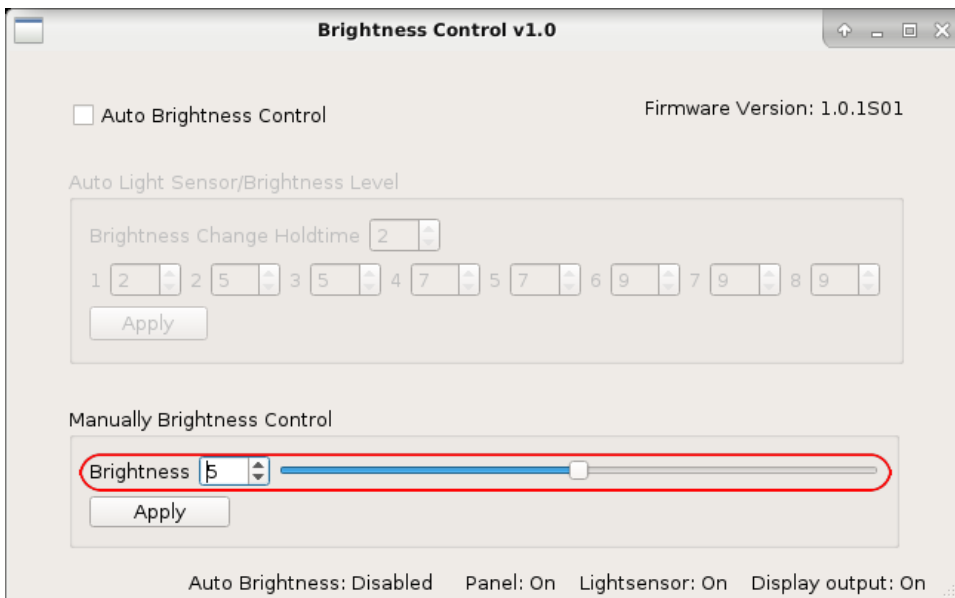 Brightness Control v1.0
Auto Brightness Control
Firmware Version: 1.0.1S01
Auto Light Sensor/Brightness Level
Brightness Change Holdtime 2
1 2 2 5 3 5 4 7 5 7 6 9 7 9 8 9
Apply
Manually Brightness Control
Brightness 5
Apply
Auto Brightness: Disabled Panel: On Lightsensor: On Display output: On